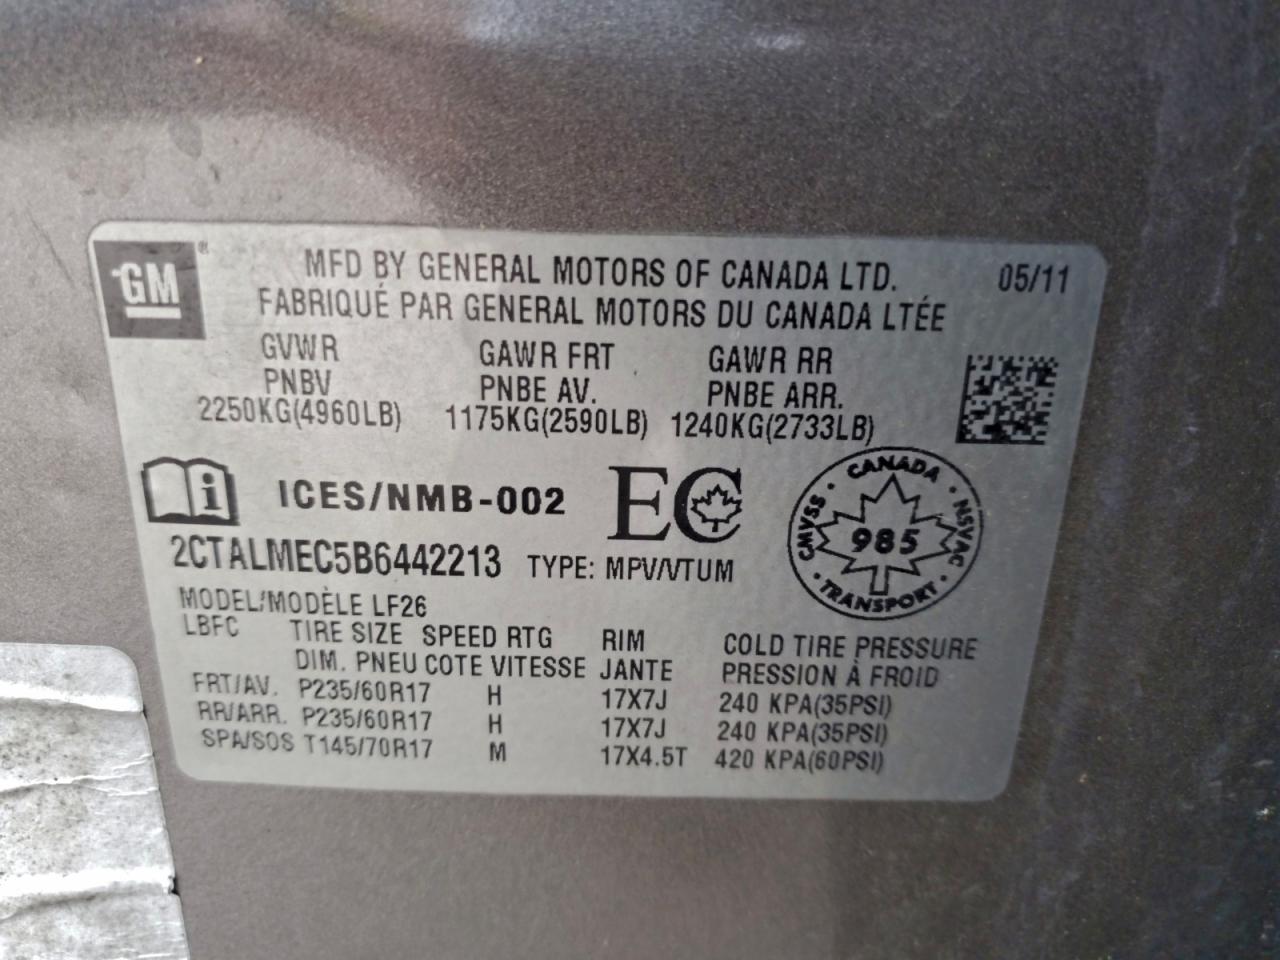 GM ®
MFD BY GENERAL MOTORS OF CANADA LTD. 05/11
FABRIQUÉ PAR GENERAL MOTORS DU CANADA LTÉE
GVWR GAWR FRT GAWR RR
PNBV PNBE AV. PNBE ARR.
2250KG(4960LB) 1175KG(2590LB) 1240KG(2733LB)
i ICES/NMB-002 EC
CANADA
CMVSS · NSVAC
985
· TRANSPORT ·
2CTALMEC5B6442213 TYPE: MPV/VTUM
MODEL/MODÈLE LF26
LBFC TIRE SIZE SPEED RTG RIM COLD TIRE PRESSURE
DIM. PNEU COTE VITESSE JANTE PRESSION À FROID
FRT/AV. P235/60R17 H 17X7J 240 KPA(35PSI)
RR/ARR. P235/60R17 H 17X7J 240 KPA(35PSI)
SPA/SOS T145/70R17 M 17X4.5T 420 KPA(60PSI)